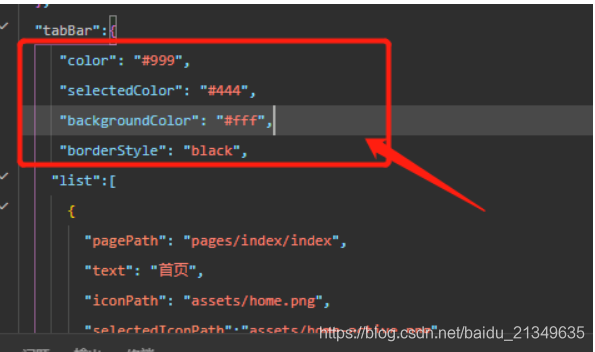 "tabBar":{
"color": "#999",
"selectedColor": "#444",
"backgroundColor": "#fff",
"borderStyle": "black",
"list":[
{
"pagePath": "pages/index/index",
"text": "首页",
"iconPath": "assets/home.png",
"selectedIconPath":"assets/home
https://blog.csdn.net/baidu_21349635